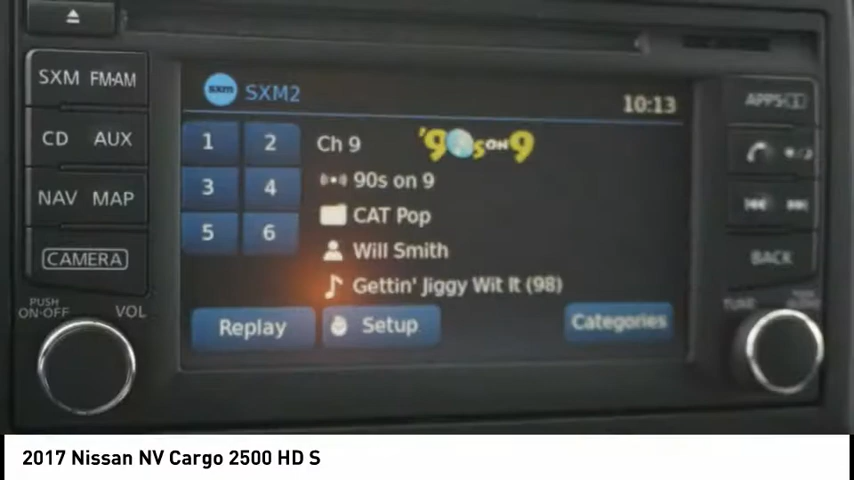 SXM FM·AM
CD AUX
NAV MAP
CAMERA
PUSH
ON·OFF
VOL
sxm SXM2
10:13
1 2
3 4
5 6
Ch 9
'90s ON 9
90s on 9
CAT Pop
Will Smith
Gettin' Jiggy Wit It (98)
Replay
Setup
Categories
APPS
BACK
TUNE
AUDIO
2017 Nissan NV Cargo 2500 HD S